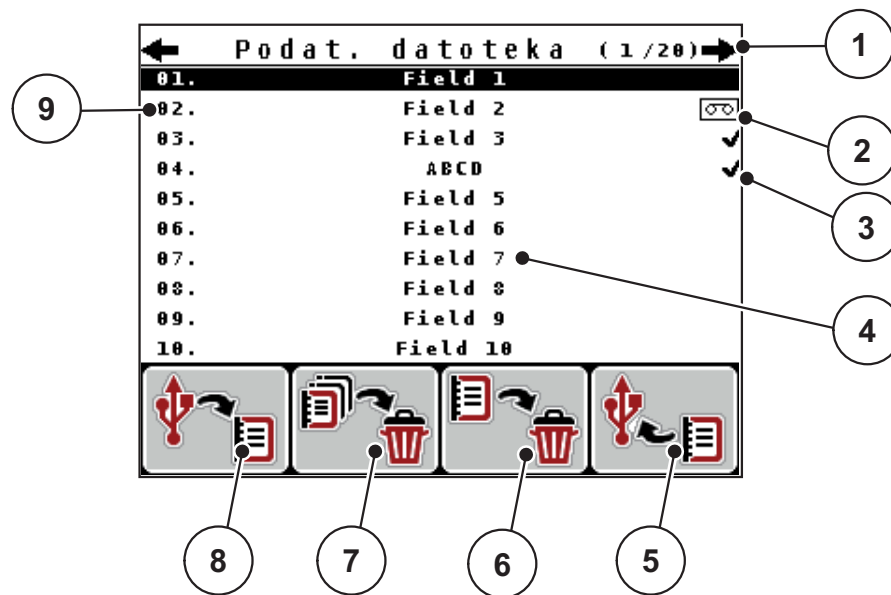 Podat. datoteka (1/20)
01. Field 1
02. Field 2
03. Field 3
04. ABCD
05. Field 5
06. Field 6
07. Field 7
08. Field 8
09. Field 9
10. Field 10
1
2
3
4
5
6
7
8
9